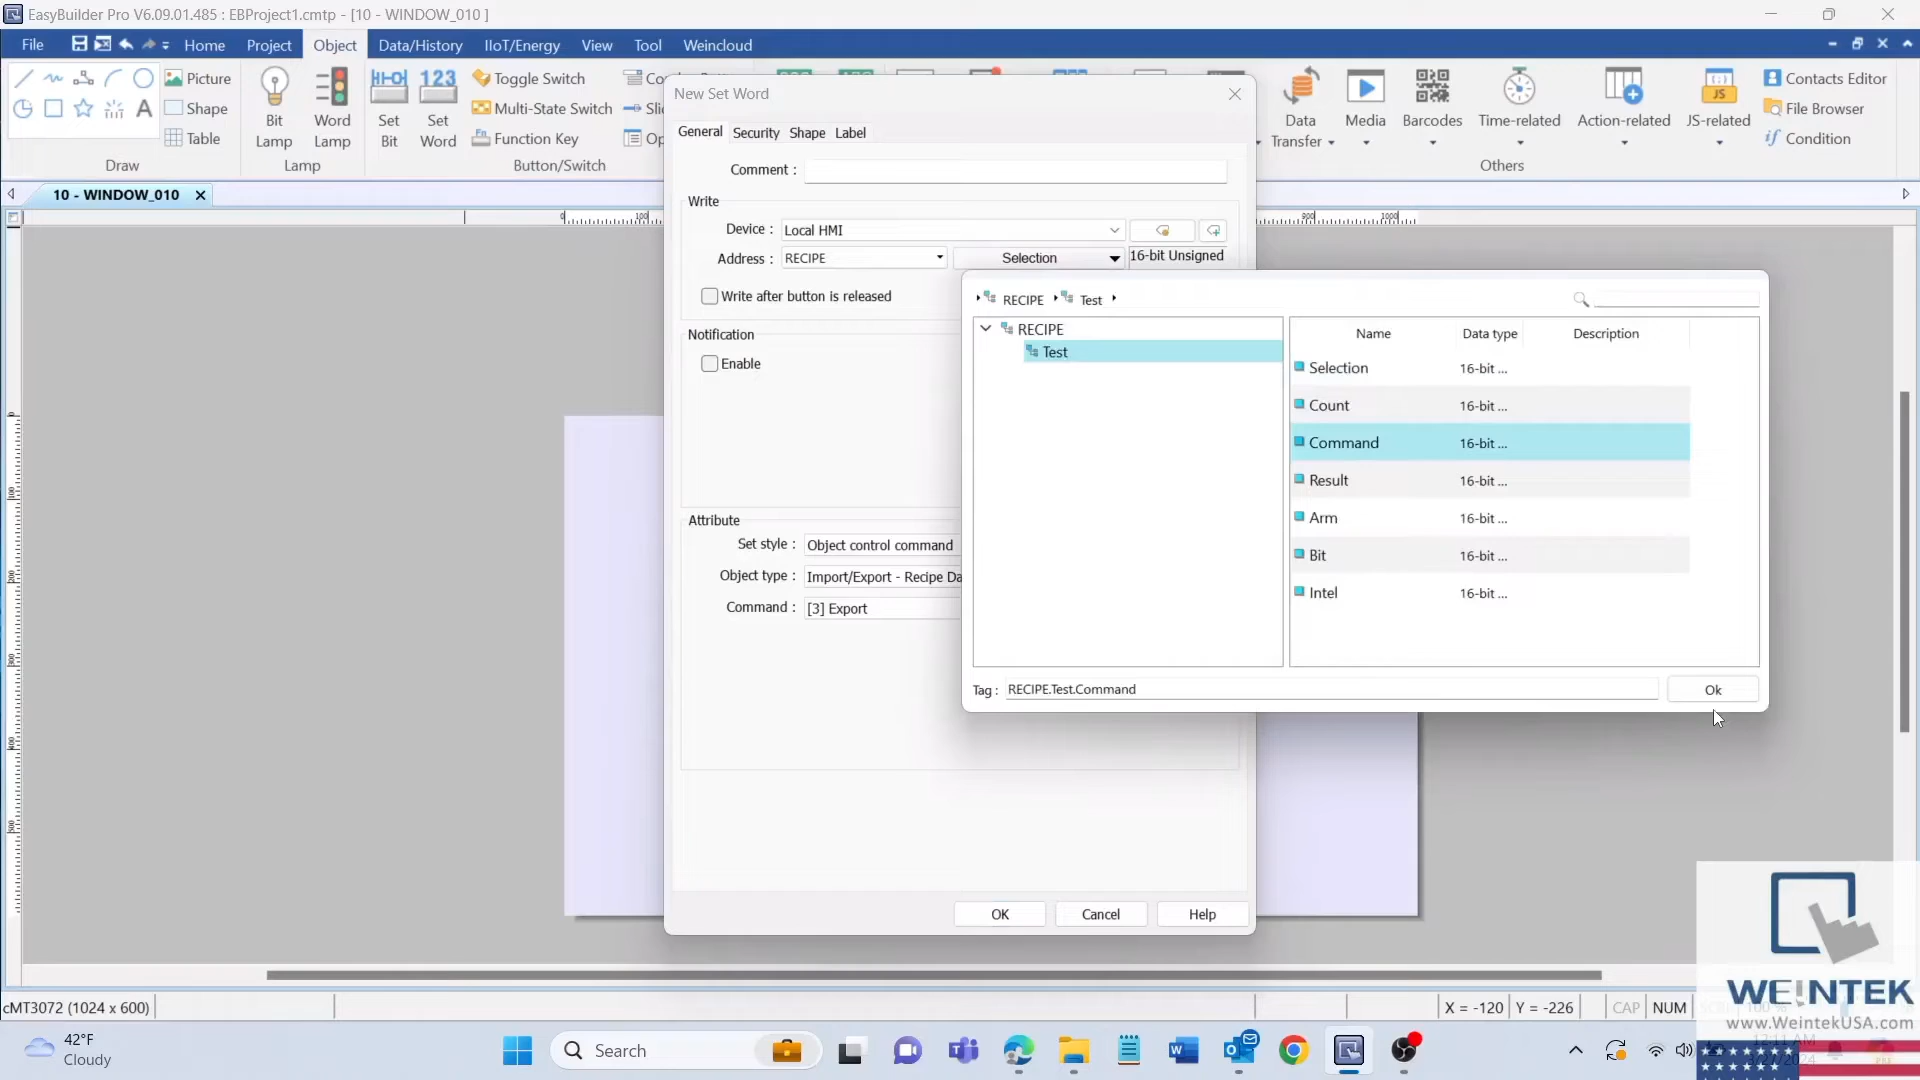 EasyBuilder Pro V6.09.01.485 : EBProject1.cmtp - [10 - WINDOW_010 ]
File Home Project Object Data/History IIoT/Energy View Tool Weincloud
Picture
Shape
Table
Draw
Bit Lamp
Word Lamp
Lamp
Set Bit
Set Word
Toggle Switch
Multi-State Switch
Function Key
Button/Switch
Data Transfer
Media
Barcodes
Time-related
Action-related
JS-related
Contacts Editor
File Browser
Condition
Others
10 - WINDOW_010
New Set Word
General Security Shape Label
Comment :
Write
Device : Local HMI
Address : RECIPE Selection 16-bit Unsigned
Write after button is released
Notification
Enable
Attribute
Set style : Object control command
Object type : Import/Export - Recipe Da
Command : [3] Export
OK Cancel Help
RECIPE Test
RECIPE
Test
Name Data type Description
Selection 16-bit ...
Count 16-bit ...
Command 16-bit ...
Result 16-bit ...
Arm 16-bit ...
Bit 16-bit ...
Intel 16-bit ...
Tag : RECIPE.Test.Command Ok
cMT3072 (1024 x 600) X = -120 Y = -226 CAP NUM
42°F
Cloudy
Search
WEINTEK
www.WeintekUSA.com